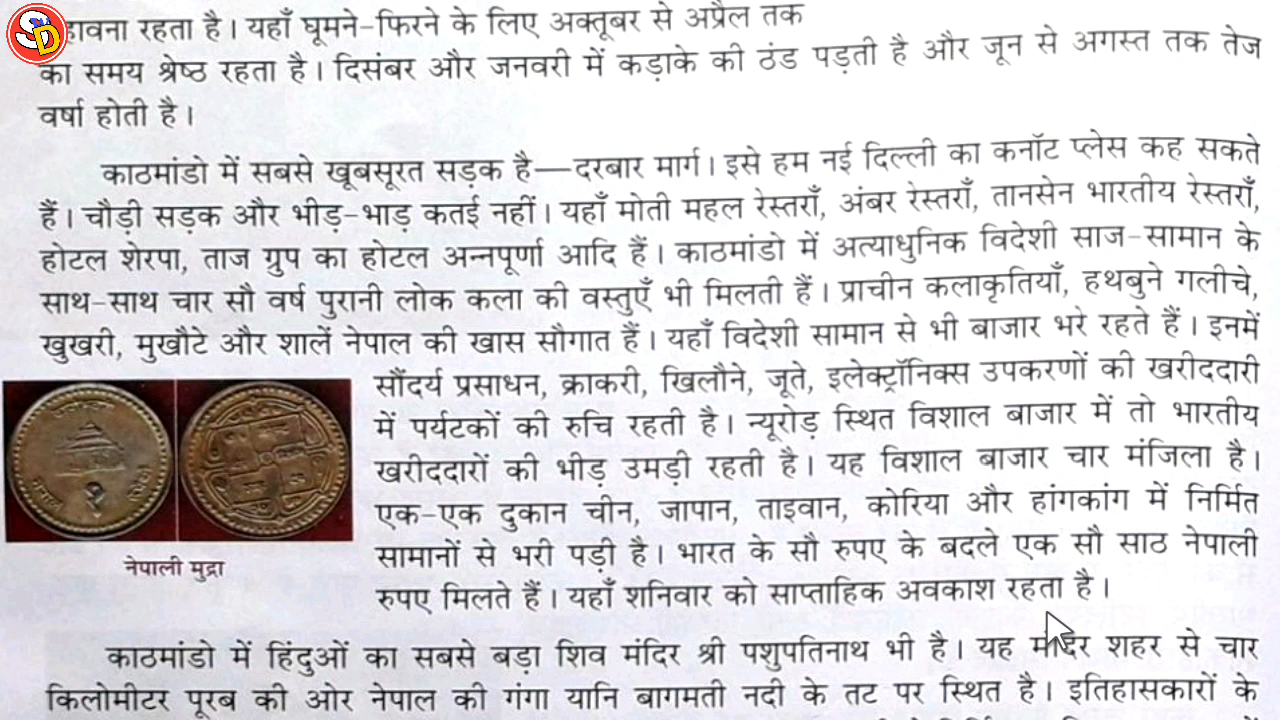 SD
हावना रहता है। यहाँ घूमने-फिरने के लिए अक्तूबर से अप्रैल तक
का समय श्रेष्ठ रहता है। दिसंबर और जनवरी में कड़ाके की ठंड पड़ती है और जून से अगस्त तक तेज
वर्षा होती है।
काठमांडो में सबसे खूबसूरत सड़क है—दरबार मार्ग। इसे हम नई दिल्ली का कनॉट प्लेस कह सकते
हैं। चौड़ी सड़क और भीड़-भाड़ कतई नहीं। यहाँ मोती महल रेस्तराँ, अंबर रेस्तराँ, तानसेन भारतीय रेस्तराँ,
होटल शेरपा, ताज ग्रुप का होटल अन्नपूर्णा आदि हैं। काठमांडो में अत्याधुनिक विदेशी साज-सामान के
साथ-साथ चार सौ वर्ष पुरानी लोक कला की वस्तुएँ भी मिलती हैं। प्राचीन कलाकृतियाँ, हथबुने गलीचे,
खुखरी, मुखौटे और शालें नेपाल की खास सौगात हैं। यहाँ विदेशी सामान से भी बाजार भरे रहते हैं। इनमें
सौंदर्य प्रसाधन, क्राकरी, खिलौने, जूते, इलेक्ट्रॉनिक्स उपकरणों की खरीददारी
में पर्यटकों की रुचि रहती है। न्यूरोड़ स्थित विशाल बाजार में तो भारतीय
खरीददारों की भीड़ उमड़ी रहती है। यह विशाल बाजार चार मंजिला है।
एक-एक दुकान चीन, जापान, ताइवान, कोरिया और हांगकांग में निर्मित
सामानों से भरी पड़ी है। भारत के सौ रुपए के बदले एक सौ साठ नेपाली
रुपए मिलते हैं। यहाँ शनिवार को साप्ताहिक अवकाश रहता है।
नेपाली मुद्रा
काठमांडो में हिंदुओं का सबसे बड़ा शिव मंदिर श्री पशुपतिनाथ भी है। यह मंदिर शहर से चार
किलोमीटर पूरब की ओर नेपाल की गंगा यानि बागमती नदी के तट पर स्थित है। इतिहासकारों के